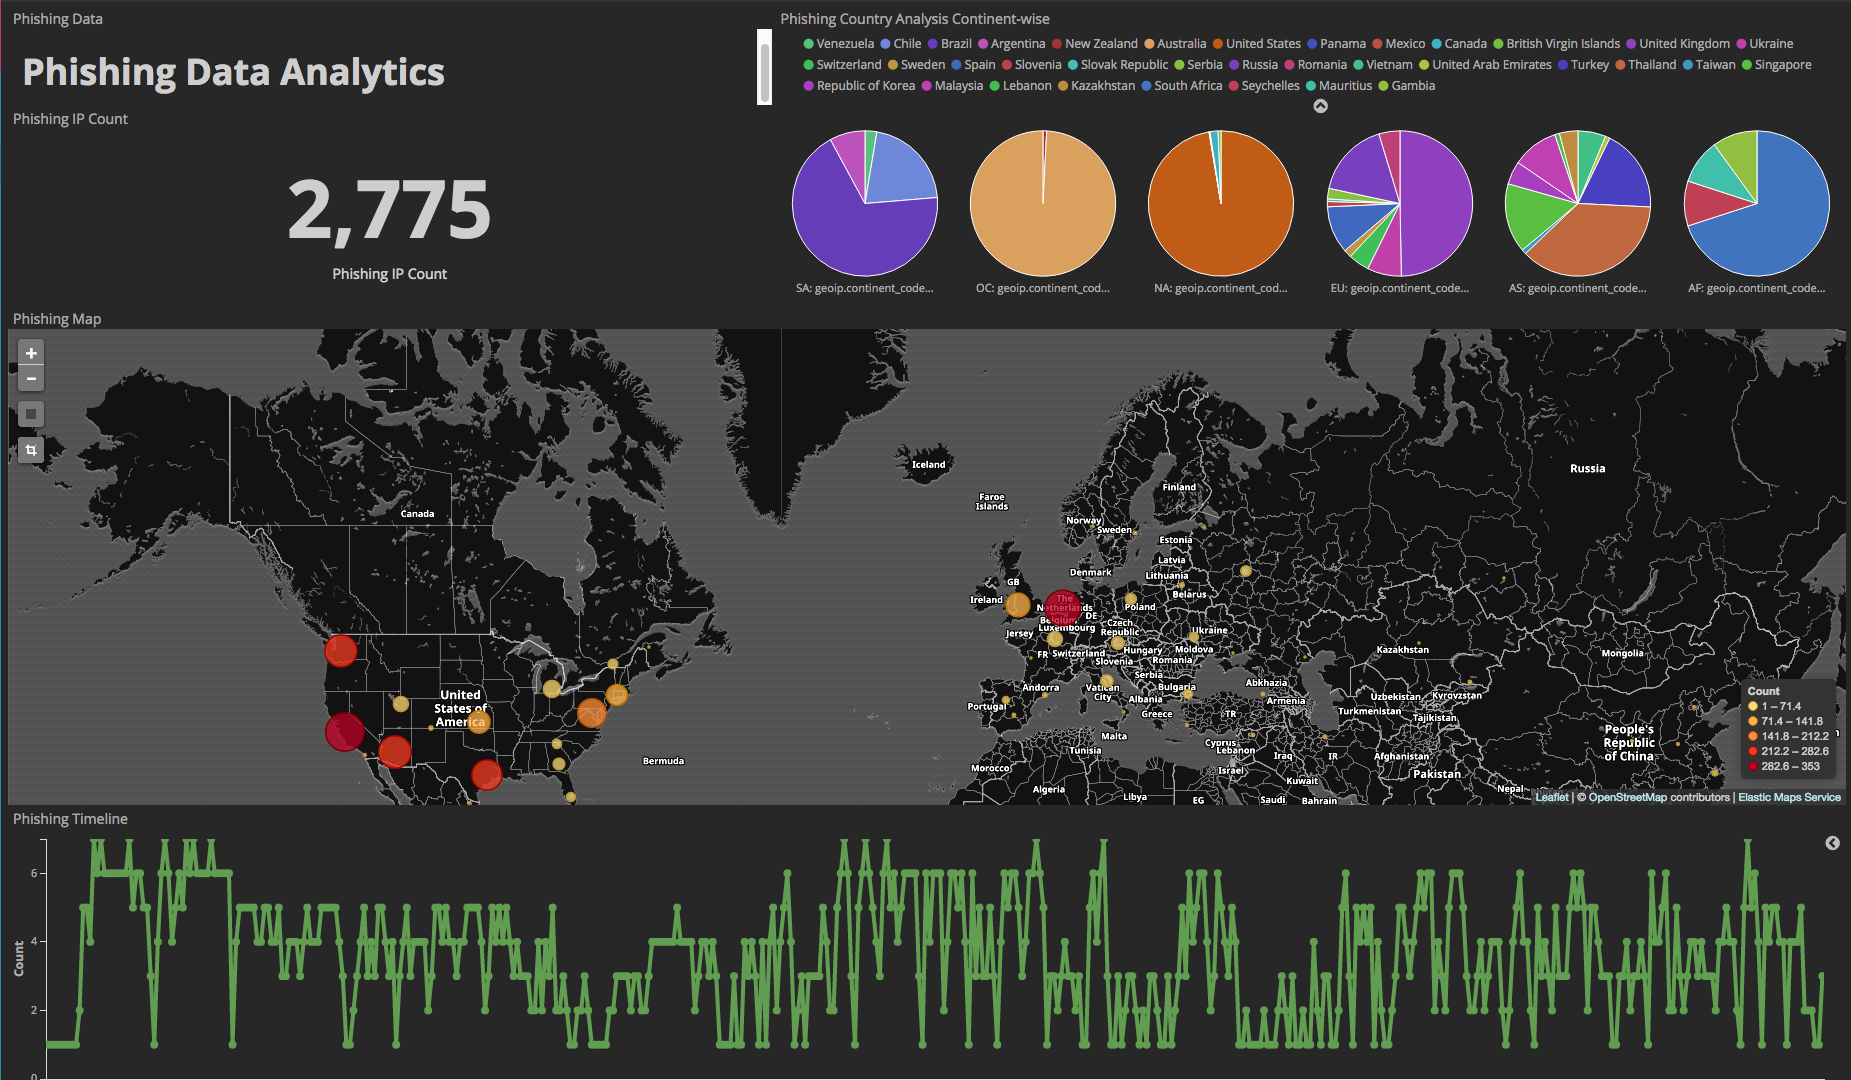 Phishing Data
Phishing Data Analytics
Phishing IP Count
2,775
Phishing IP Count
Phishing Country Analysis Continent-wise
Venezuela Chile Brazil Argentina New Zealand Australia United States Panama Mexico Canada British Virgin Islands United Kingdom Ukraine
Switzerland Sweden Spain Slovenia Slovak Republic Serbia Russia Romania Vietnam United Arab Emirates Turkey Thailand Taiwan Singapore
Republic of Korea Malaysia Lebanon Kazakhstan South Africa Seychelles Mauritius Gambia
SA: geoip.continent_code...
OC: geoip.continent_cod...
NA: geoip.continent_cod...
EU: geoip.continent_code...
AS: geoip.continent_code...
AF: geoip.continent_code...
Phishing Map
+
−
Iceland
Russia
Finland
Faroe
Islands
Canada
Norway
Sweden
Estonia
Latvia
Denmark
Lithuania
GB
Belarus
Ireland
The
Netherlands
Poland
DE
Belgium
Luxembourg
Czech
Republic
Jersey
Ukraine
FR
Switzerland
Hungary
Moldova
Slovenia
Romania
Kazakhstan
Mongolia
Serbia
Andorra
Vatican
City
Bulgaria
Abkhazia
United
States of
America
Portugal
Albania
Armenia
Uzbekistan
Kyrgyzstan
Greece
TR
Turkmenistan
Tajikistan
Malta
Tunisia
Cyprus
Lebanon
Iraq
IR
Afghanistan
People's
Republic
of China
Bermuda
Morocco
Israel
Kuwait
Pakistan
Algeria
Libya
EG
Saudi
Bahrain
Nepal
Count
1 – 71.4
71.4 – 141.8
141.8 – 212.2
212.2 – 282.6
282.6 – 353
Leaflet | © OpenStreetMap contributors | Elastic Maps Service
Phishing Timeline
Count
6
4
2
0